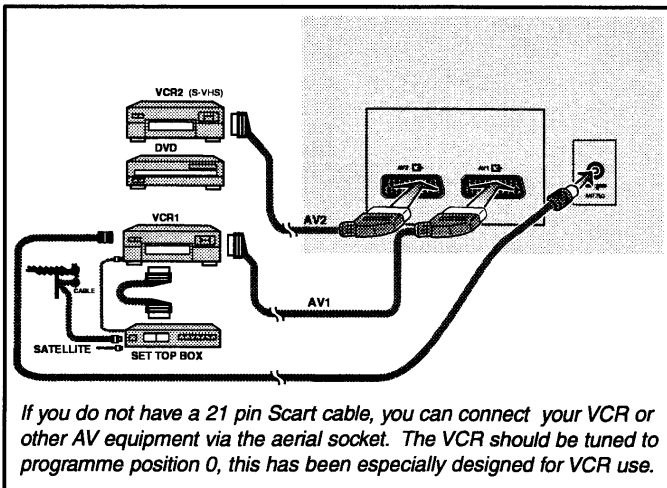 VCR2 (S-VHS)
DVD
AV2
AV1
VCR1
AV2
CABLE
AV1
SATELLITE
SET TOP BOX
If you do not have a 21 pin Scart cable, you can connect your VCR or
other AV equipment via the aerial socket. The VCR should be tuned to
programme position 0, this has been especially designed for VCR use.